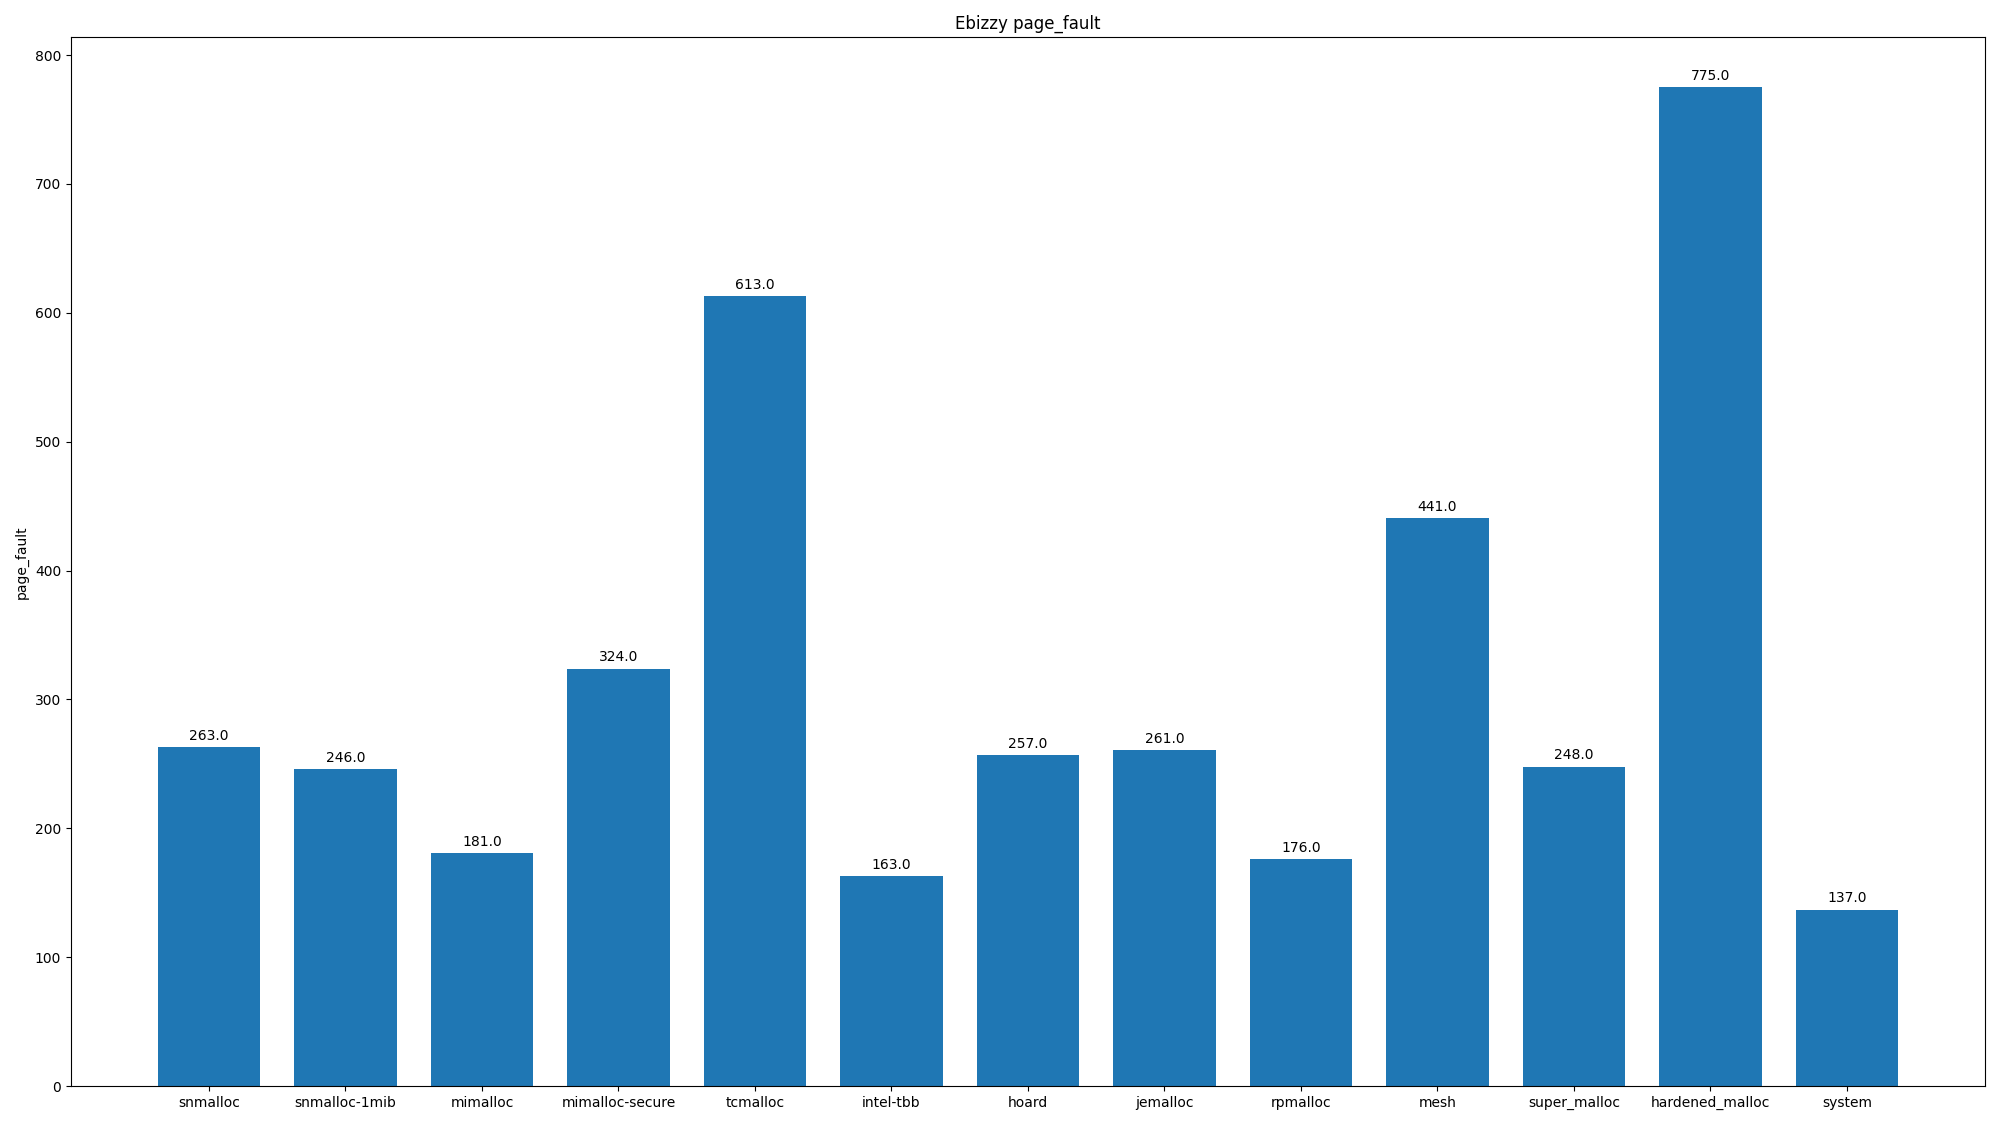 Ebizzy page_fault
page_fault
800
700
600
500
400
300
200
100
0
263.0
246.0
181.0
324.0
613.0
163.0
257.0
261.0
176.0
441.0
248.0
775.0
137.0
snmalloc
snmalloc-1mib
mimalloc
mimalloc-secure
tcmalloc
intel-tbb
hoard
jemalloc
rpmalloc
mesh
super_malloc
hardened_malloc
system